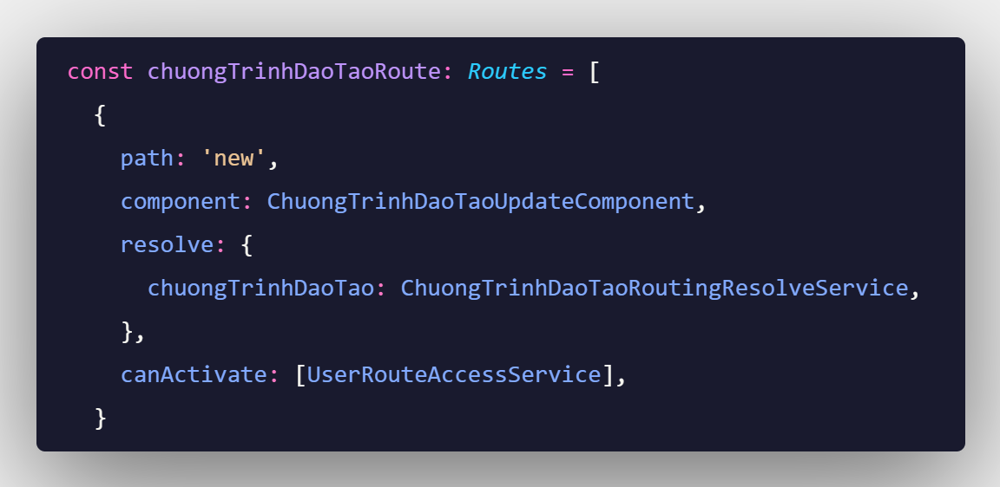 const chuongTrinhDaoTaoRoute: Routes = [
  {
    path: 'new',
    component: ChuongTrinhDaoTaoUpdateComponent,
    resolve: {
      chuongTrinhDaoTao: ChuongTrinhDaoTaoRoutingResolveService,
    },
    canActivate: [UserRouteAccessService],
  }